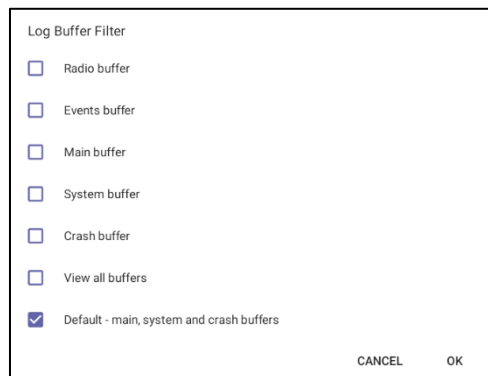 Log Buffer Filter
Radio buffer
Events buffer
Main buffer
System buffer
Crash buffer
View all buffers
Default - main, system and crash buffers
CANCEL OK